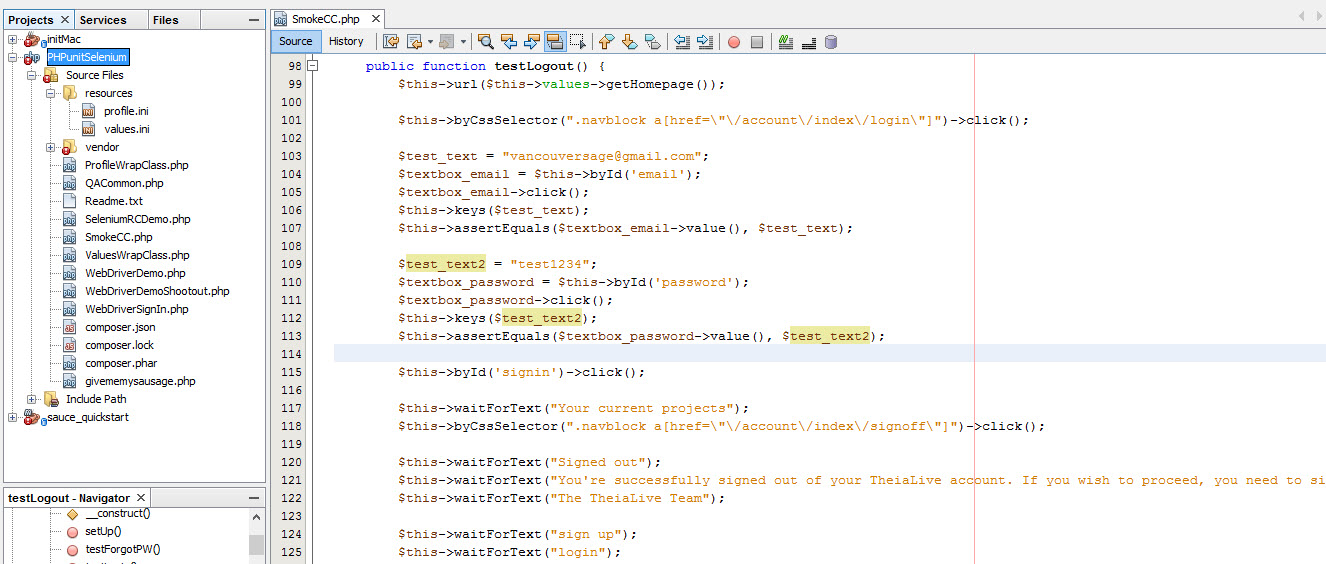 Projects
Services
Files
initMac
PHPunitSelenium
Source Files
resources
profile.ini
values.ini
vendor
ProfileWrapClass.php
QACommon.php
Readme.txt
SeleniumRCDemo.php
SmokeCC.php
ValuesWrapClass.php
WebDriverDemo.php
WebDriverDemoShootout.php
WebDriverSignIn.php
composer.json
composer.lock
composer.phar
givememysausage.php
Include Path
sauce_quickstart
testLogout - Navigator
__construct()
setUp()
testForgotPW()
SmokeCC.php
Source
History
98 public function testLogout() {
99 $this->url($this->values->getHomepage());
100
101 $this->byCssSelector(".navblock a[href=\"\/account\/index\/login\"]")->click();
102
103 $test_text = "vancouversage@gmail.com";
104 $textbox_email = $this->byId('email');
105 $textbox_email->click();
106 $this->keys($test_text);
107 $this->assertEquals($textbox_email->value(), $test_text);
108
109 $test_text2 = "test1234";
110 $textbox_password = $this->byId('password');
111 $textbox_password->click();
112 $this->keys($test_text2);
113 $this->assertEquals($textbox_password->value(), $test_text2);
114
115 $this->byId('signin')->click();
116
117 $this->waitForText("Your current projects");
118 $this->byCssSelector(".navblock a[href=\"\/account\/index\/signoff\"]")->click();
119
120 $this->waitForText("Signed out");
121 $this->waitForText("You're successfully signed out of your TheiaLive account. If you wish to proceed, you need to si
122 $this->waitForText("The TheiaLive Team");
123
124 $this->waitForText("sign up");
125 $this->waitForText("login");